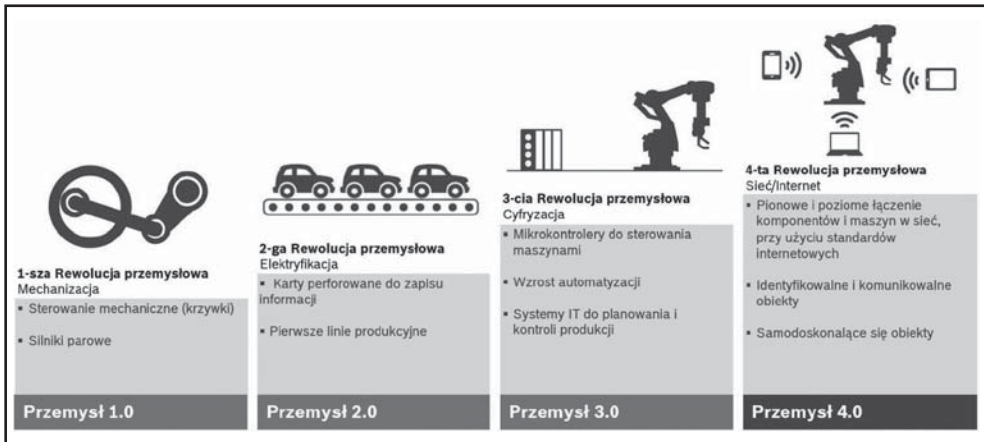 1-sza Rewolucja przemysłowa
Mechanizacja
▪ Sterowanie mechaniczne (krzywki)
▪ Silniki parowe
Przemysł 1.0
2-ga Rewolucja przemysłowa
Elektryfikacja
▪ Karty perforowane do zapisu
informacji
▪ Pierwsze linie produkcyjne
Przemysł 2.0
3-cia Rewolucja przemysłowa
Cyfryzacja
▪ Mikrokontrolery do sterowania
maszynami
▪ Wzrost automatyzacji
▪ Systemy IT do planowania i
kontroli produkcji
Przemysł 3.0
4-ta Rewolucja przemysłowa
Sieć/Internet
▪ Pionowe i poziome łączenie
komponentów i maszyn w sieć,
przy użyciu standardów
internetowych
▪ Identyfikowalne i komunikowalne
obiekty
▪ Samodoskonalące się obiekty
Przemysł 4.0